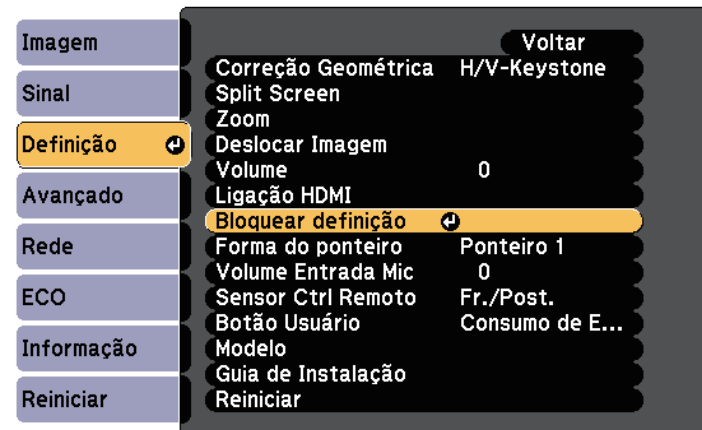 Imagem
Sinal
Definição
Avançado
Rede
ECO
Informação
Reiniciar
Voltar
Correção Geométrica H/V-Keystone
Split Screen
Zoom
Deslocar Imagem
Volume 0
Ligação HDMI
Bloquear definição
Forma do ponteiro Ponteiro 1
Volume Entrada Mic 0
Sensor Ctrl Remoto Fr./Post.
Botão Usuário Consumo de E...
Modelo
Guia de Instalação
Reiniciar